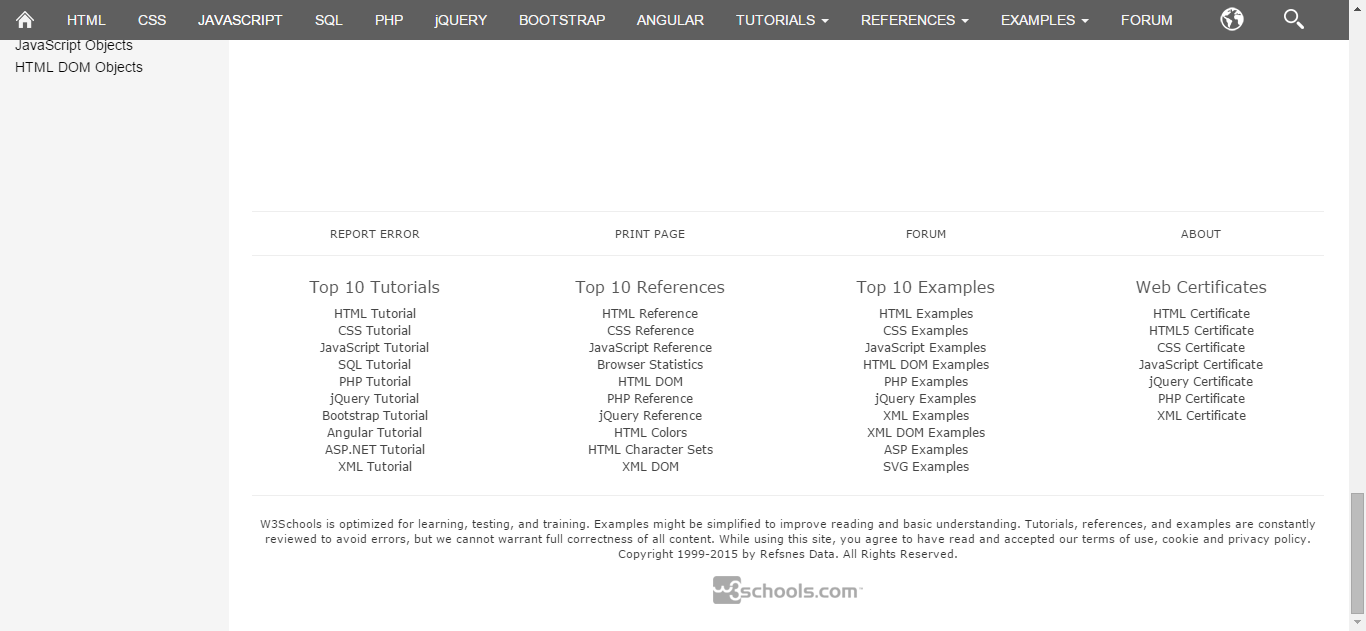 HTML CSS JAVASCRIPT SQL PHP jQUERY BOOTSTRAP ANGULAR TUTORIALS REFERENCES EXAMPLES FORUM
JavaScript Objects
HTML DOM Objects
REPORT ERROR PRINT PAGE FORUM ABOUT
Top 10 Tutorials
HTML Tutorial
CSS Tutorial
JavaScript Tutorial
SQL Tutorial
PHP Tutorial
jQuery Tutorial
Bootstrap Tutorial
Angular Tutorial
ASP.NET Tutorial
XML Tutorial
Top 10 References
HTML Reference
CSS Reference
JavaScript Reference
Browser Statistics
HTML DOM
PHP Reference
jQuery Reference
HTML Colors
HTML Character Sets
XML DOM
Top 10 Examples
HTML Examples
CSS Examples
JavaScript Examples
HTML DOM Examples
PHP Examples
jQuery Examples
XML Examples
XML DOM Examples
ASP Examples
SVG Examples
Web Certificates
HTML Certificate
HTML5 Certificate
CSS Certificate
JavaScript Certificate
jQuery Certificate
PHP Certificate
XML Certificate
W3Schools is optimized for learning, testing, and training. Examples might be simplified to improve reading and basic understanding. Tutorials, references, and examples are constantly
reviewed to avoid errors, but we cannot warrant full correctness of all content. While using this site, you agree to have read and accepted our terms of use, cookie and privacy policy.
Copyright 1999-2015 by Refsnes Data. All Rights Reserved.
w3schools.com™